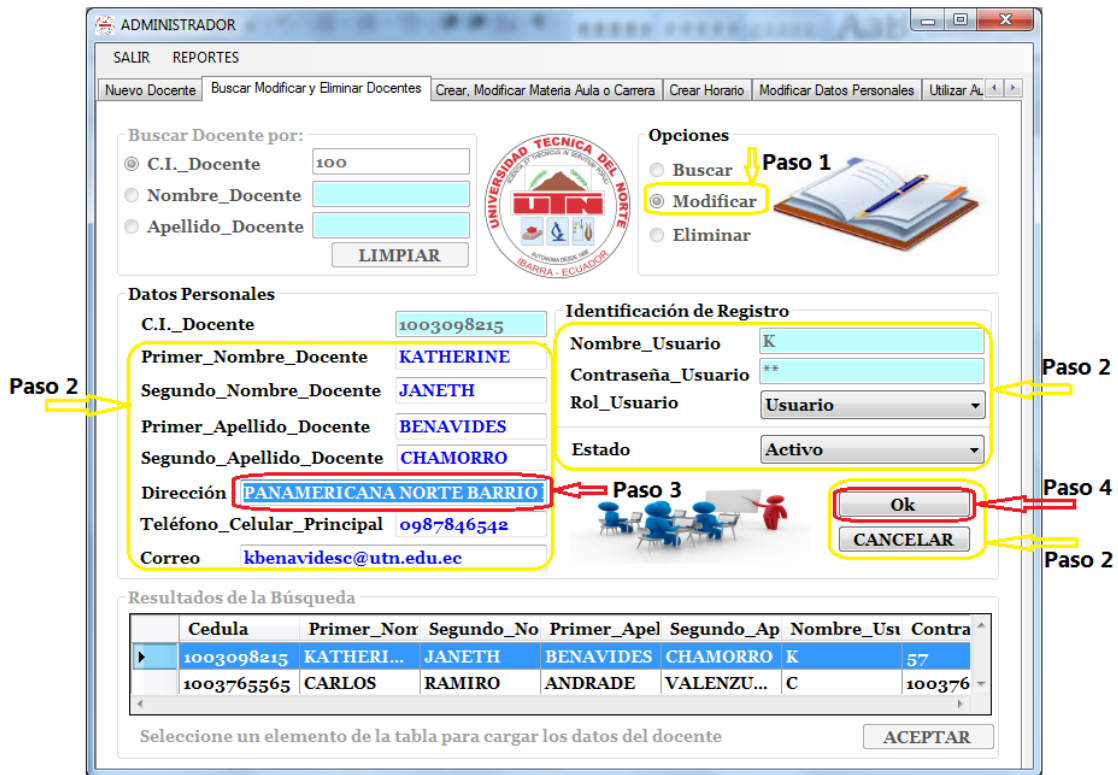 ADMINISTRADOR
SALIR REPORTES
Nuevo Docente Buscar Modificar y Eliminar Docentes Crear, Modificar Materia Aula o Carrera Crear Horario Modificar Datos Personales Utilizar Au
Buscar Docente por:
C.I._Docente 100
Nombre_Docente
Apellido_Docente
LIMPIAR
UNIVERSIDAD TECNICA DEL NORTE
UTN
AUTONOMA DESDE 1986
IBARRA - ECUADOR
Opciones
Buscar
Modificar
Eliminar
Paso 1
Datos Personales
C.I._Docente 1003098215
Primer_Nombre_Docente KATHERINE
Segundo_Nombre_Docente JANETH
Primer_Apellido_Docente BENAVIDES
Segundo_Apellido_Docente CHAMORRO
Dirección PANAMERICANA NORTE BARRIO
Teléfono_Celular_Principal 0987846542
Correo kbenavidesc@utn.edu.ec
Paso 2
Paso 3
Identificación de Registro
Nombre_Usuario K
Contraseña_Usuario **
Rol_Usuario Usuario
Estado Activo
Paso 2
Ok
CANCELAR
Paso 4
Paso 2
Resultados de la Búsqueda
Cedula Primer_Nom Segundo_No Primer_Apel Segundo_Ap Nombre_Usu Contra
1003098215 KATHERI... JANETH BENAVIDES CHAMORRO K 57
1003765565 CARLOS RAMIRO ANDRADE VALENZU... C 100376
Seleccione un elemento de la tabla para cargar los datos del docente
ACEPTAR